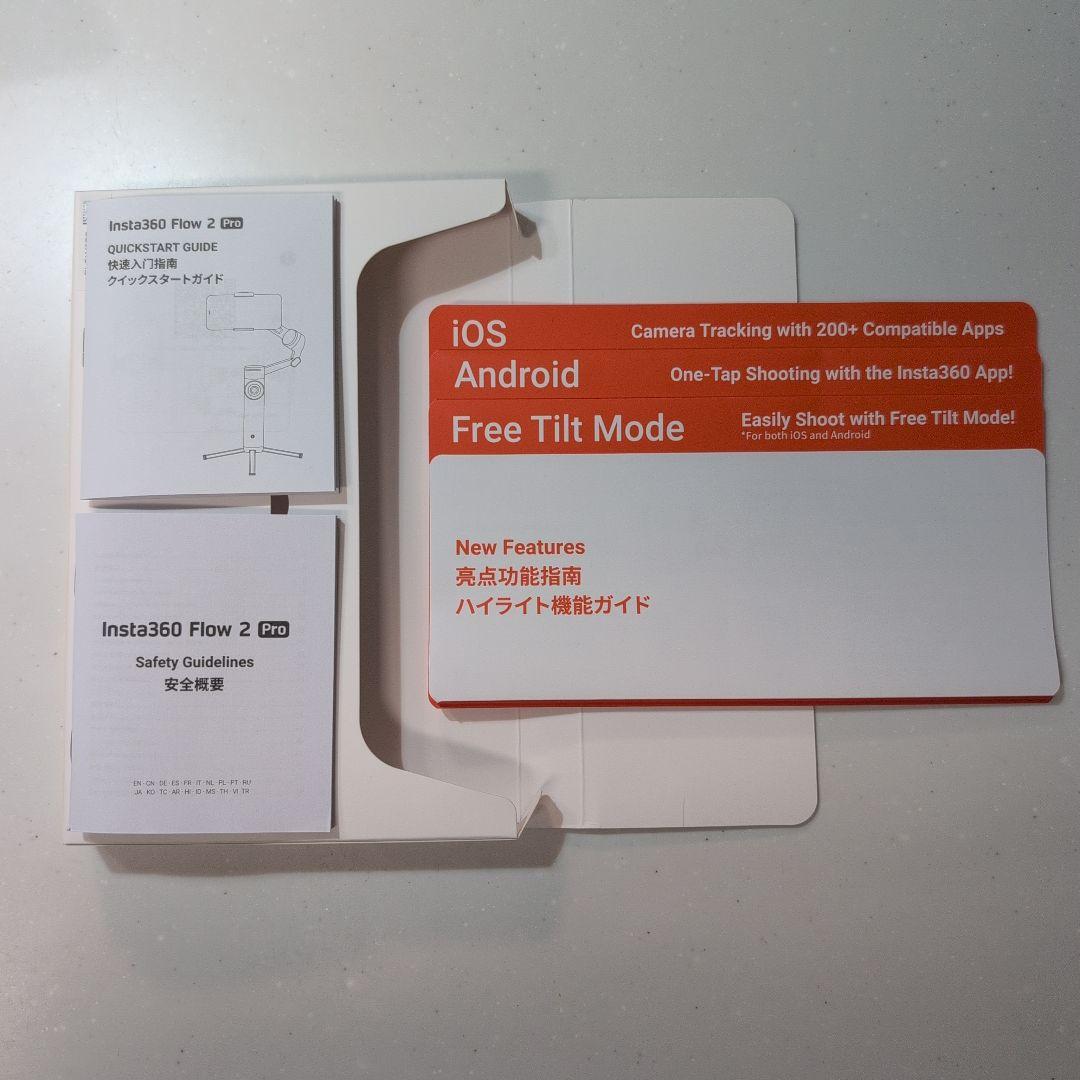 Insta360 Flow 2 Pro
QUICKSTART GUIDE
快速入门指南
クイックスタートガイド
Insta360 Flow 2 Pro
Safety Guidelines
安全概要
EN · CN · DE · ES · FR · IT · NL · PL · PT · RU
JA · KO · TC · AR · HI · ID · MS · TH · VI · TR
iOS Camera Tracking with 200+ Compatible Apps
Android One-Tap Shooting with the Insta360 App!
Free Tilt Mode Easily Shoot with Free Tilt Mode!
*For both iOS and Android
New Features
亮点功能指南
ハイライト機能ガイド